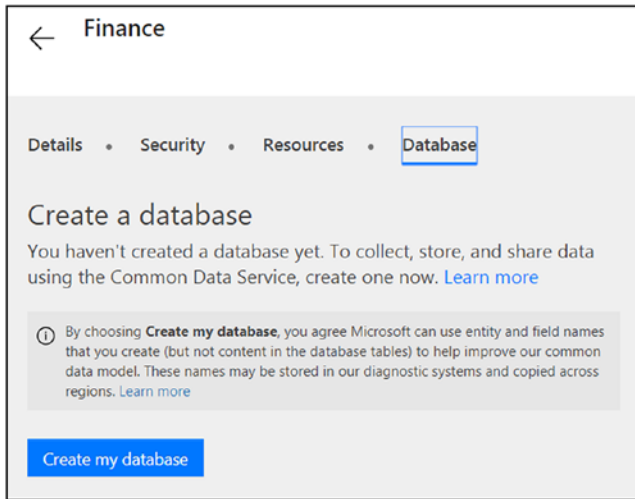 Finance
Details • Security • Resources • Database
Create a database
You haven't created a database yet. To collect, store, and share data
using the Common Data Service, create one now. Learn more
By choosing Create my database, you agree Microsoft can use entity and field names
that you create (but not content in the database tables) to help improve our common
data model. These names may be stored in our diagnostic systems and copied across
regions. Learn more
Create my database